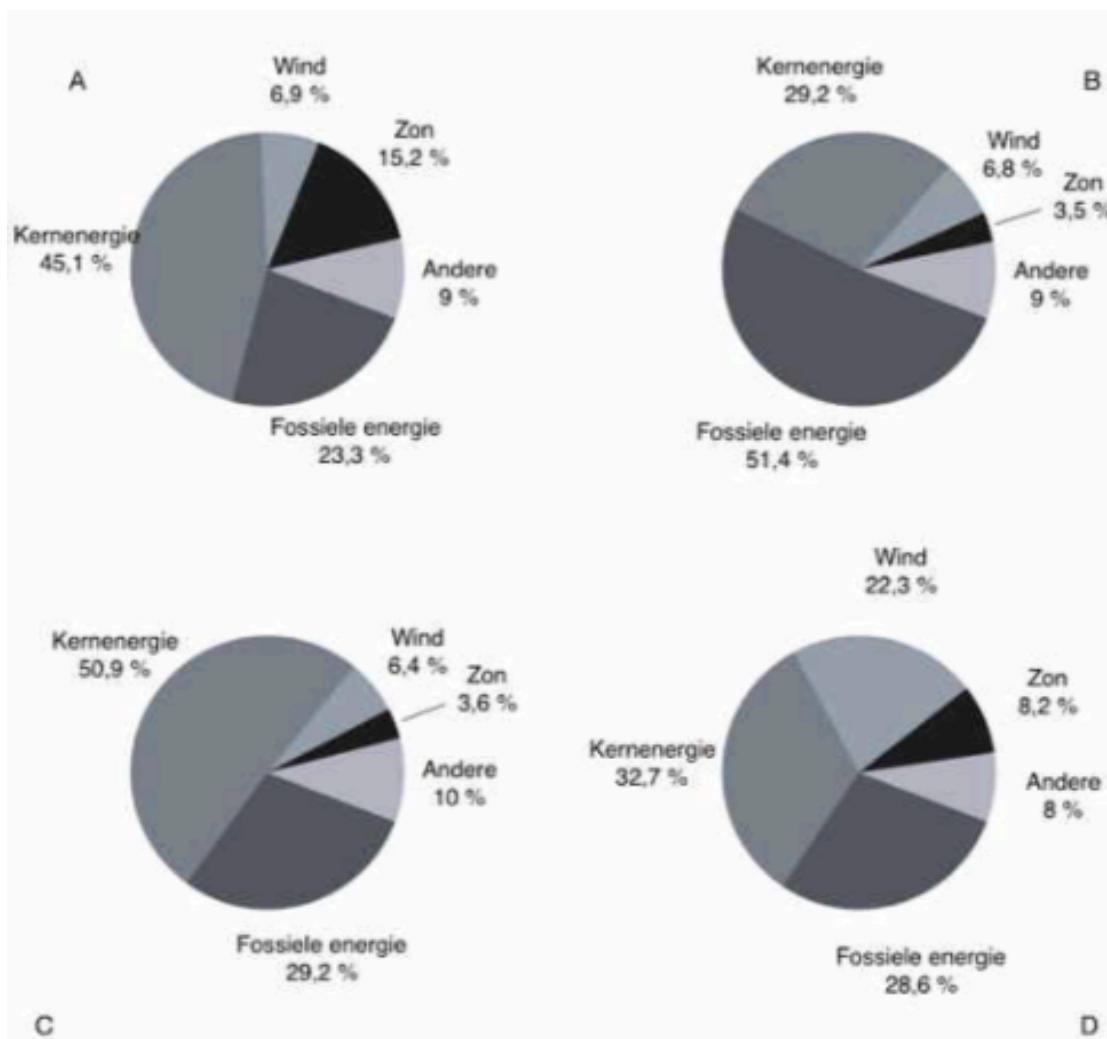 A
Wind
6,9 %
Zon
15,2 %
Kernenergie
45,1 %
Andere
9 %
Fossiele energie
23,3 %
B
Kernenergie
29,2 %
Wind
6,8 %
Zon
3,5 %
Andere
9 %
Fossiele energie
51,4 %
Kernenergie
50,9 %
Wind
6,4 %
Zon
3,6 %
Andere
10 %
Fossiele energie
29,2 %
C
Wind
22,3 %
Zon
8,2 %
Kernenergie
32,7 %
Andere
8 %
Fossiele energie
28,6 %
D